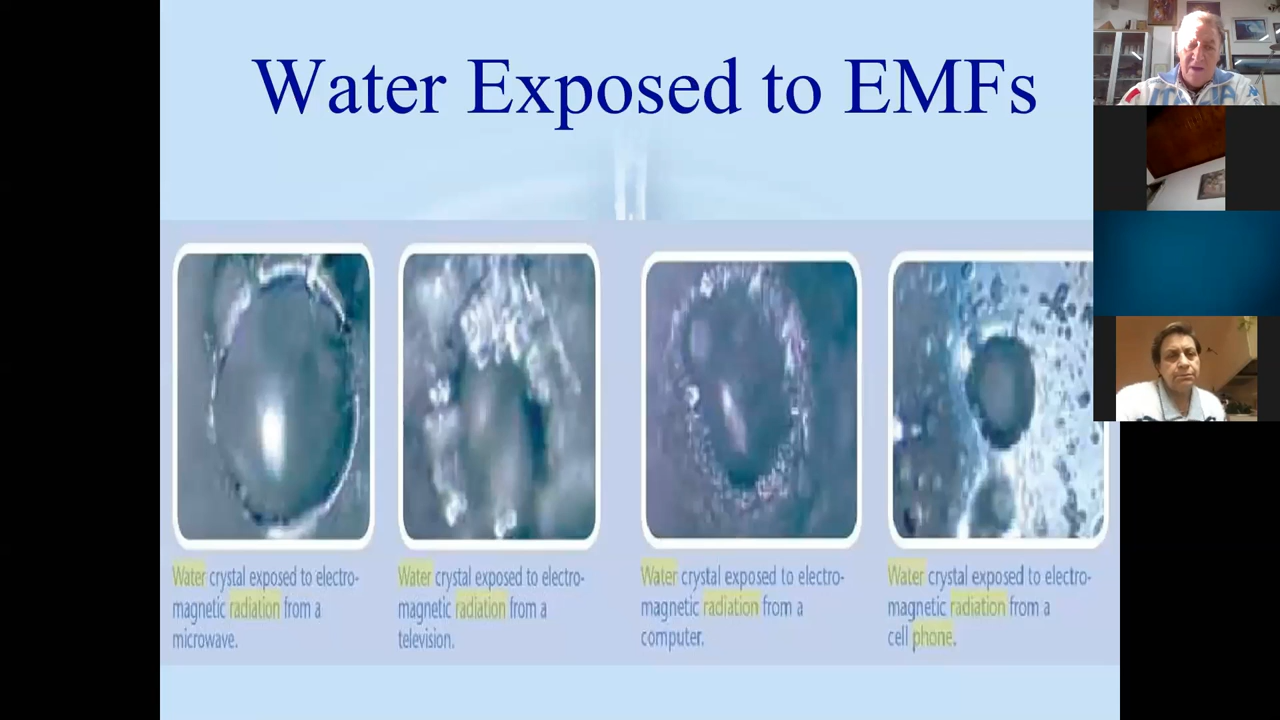 Water Exposed to EMFs
Water crystal exposed to electro-
magnetic radiation from a
microwave.
Water crystal exposed to electro-
magnetic radiation from a
television.
Water crystal exposed to electro-
magnetic radiation from a
computer.
Water crystal exposed to electro-
magnetic radiation from a
cell phone.